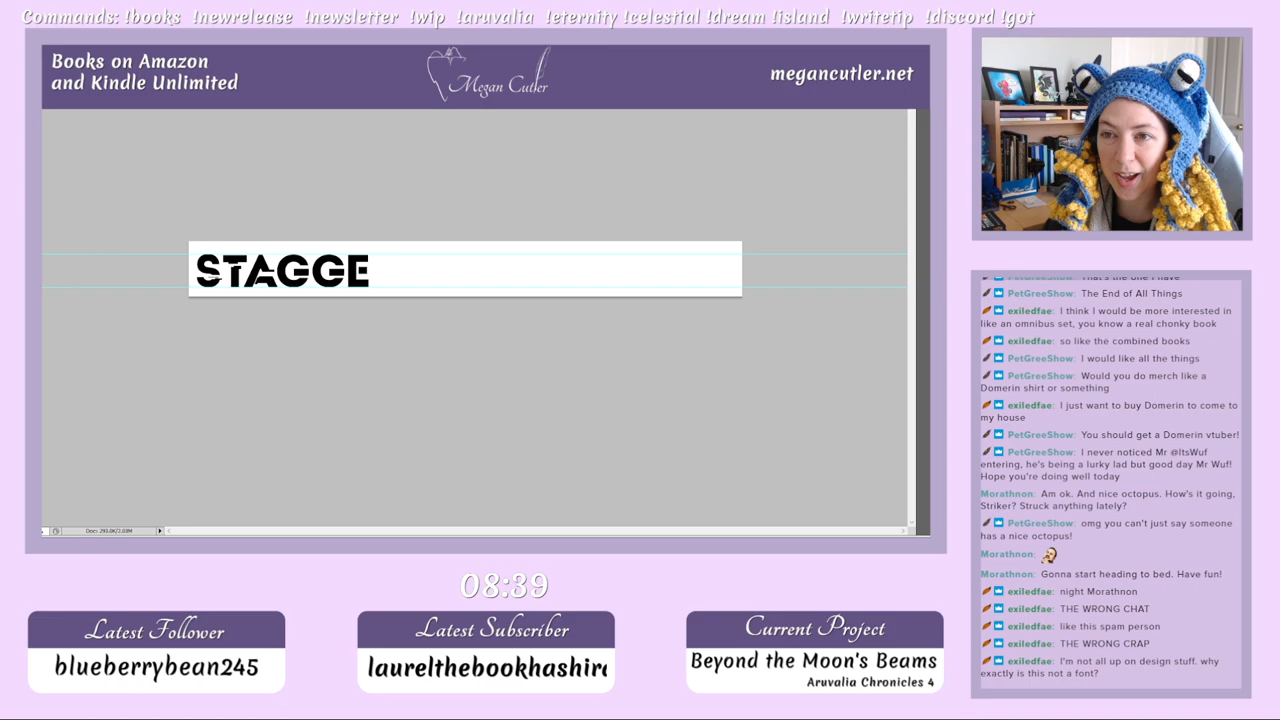 Commands: !books !newrelease !newsletter !wip !aruvalia !eternity !celestial !dream !island !writetip !discord !got
Books on Amazon
and Kindle Unlimited
Megan Cutler
megancutler.net
STAGGE
PetGreeShow: The End of All Things
exiledfae: I think I would be more interested in
like an omnibus set, you know a real chonky book
exiledfae: so like the combined books
PetGreeShow: I would like all the things
PetGreeShow: Would you do merch like a
Domerin shirt or something
exiledfae: I just want to buy Domerin to come to
my house
PetGreeShow: You should get a Domerin vtuber!
PetGreeShow: I never noticed Mr @ItsWuf
entering, he's being a lurky lad but good day Mr Wuf!
Hope you're doing well today
Morathnon: Am ok. And nice octopus. How's it going,
Striker? Struck anything lately?
PetGreeShow: omg you can't just say someone
has a nice octopus!
Morathnon:
Morathnon: Gonna start heading to bed. Have fun!
exiledfae: night Morathnon
exiledfae: THE WRONG CHAT
exiledfae: like this spam person
exiledfae: THE WRONG CRAP
exiledfae: I'm not all up on design stuff. why
exactly is this not a font?
08:39
Latest Follower
blueberrybean245
Latest Subscriber
laurelthebookhashira
Current Project
Beyond the Moon's Beams
Aruvalia Chronicles 4